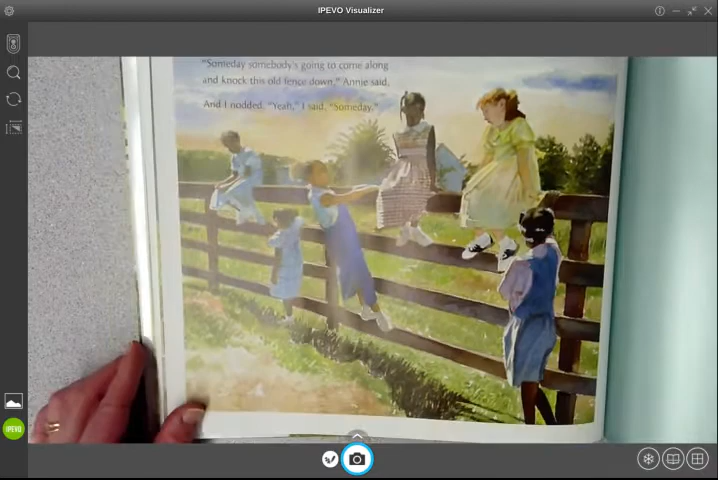 IPEVO Visualizer
"Someday somebody's going to come along
and knock this old fence down," Annie said.
And I nodded. "Yeah," I said. "Someday."
IPEVO